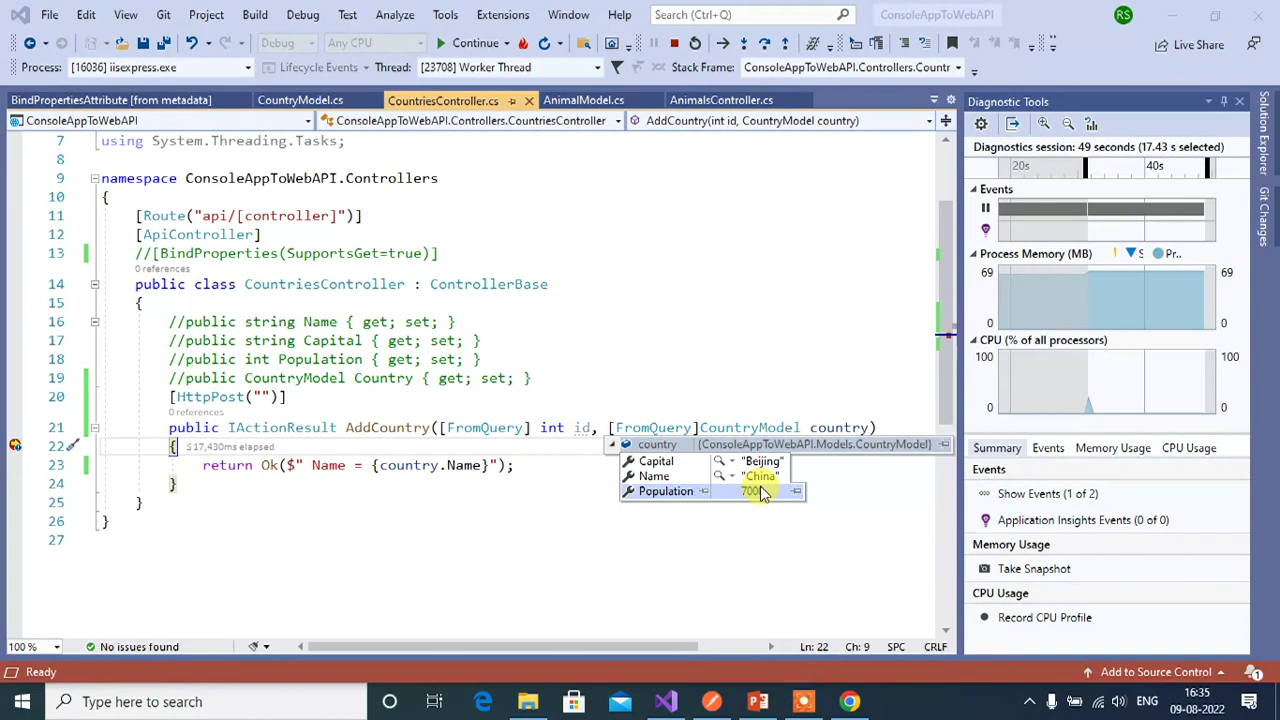 File Edit View Git Project Build Debug Test Analyze Tools Extensions Window Help Search (Ctrl+Q) ConsoleAppToWebAPI RS
Debug Any CPU Continue Live Share
Process: [16036] iisexpress.exe Lifecycle Events Thread: [23708] Worker Thread Stack Frame: ConsoleAppToWebAPI.Controllers.Countr
BindPropertiesAttribute [from metadata] CountryModel.cs CountriesController.cs AnimalModel.cs AnimalsController.cs
ConsoleAppToWebAPI ConsoleAppToWebAPI.Controllers.CountriesController AddCountry(int id, CountryModel country)
7 using System.Threading.Tasks;
8
9 namespace ConsoleAppToWebAPI.Controllers
10 {
11 [Route("api/[controller]")]
12 [ApiController]
13 //[BindProperties(SupportsGet=true)]
0 references
14 public class CountriesController : ControllerBase
15 {
16 //public string Name { get; set; }
17 //public string Capital { get; set; }
18 //public int Population { get; set; }
19 //public CountryModel Country { get; set; }
20 [HttpPost("")]
0 references
21 public IActionResult AddCountry([FromQuery] int id, [FromQuery]CountryModel country)
22 { ≤17,430ms elapsed
country {ConsoleAppToWebAPI.Models.CountryModel}
Capital "Beijing"
23 return Ok($" Name = {country.Name}");
Name "China"
24 }
Population
25 }
26 }
27
100 % No issues found Ln: 22 Ch: 9 SPC CRLF
Diagnostic Tools
Diagnostics session: 49 seconds (17.43 s selected)
20s 40s
Events
Process Memory (MB) S Pr..
69 69
0 0
CPU (% of all processors)
100 100
0 0
Summary Events Memory Usage CPU Usage
Events
Show Events (1 of 2)
Application Insights Events (0 of 0)
Memory Usage
Take Snapshot
CPU Usage
Record CPU Profile
Solution Explorer
Git Changes
Ready Add to Source Control 1
Type here to search ENG 16:35
09-08-2022